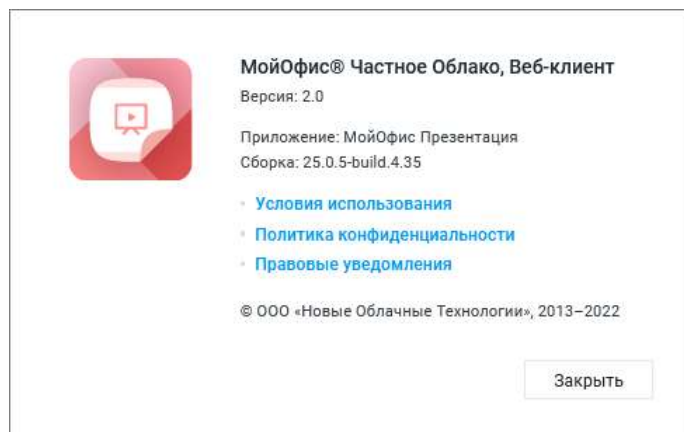 МойОфис® Частное Облако, Веб-клиент
Версия: 2.0
Приложение: МойОфис Презентация
Сборка: 25.0.5-build.4.35
Условия использования
Политика конфиденциальности
Правовые уведомления
© ООО «Новые Облачные Технологии», 2013–2022
Закрыть